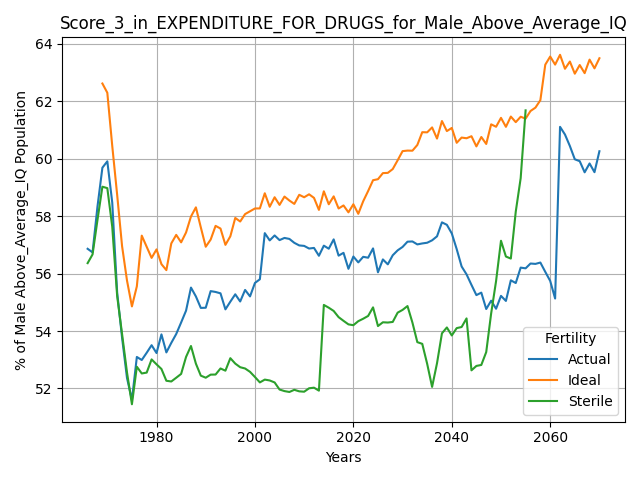 Score_3_in_EXPENDITURE_FOR_DRUGS_for_Male_Above_Average_IQ
64
62
60
58
56
54
52
% of Male Above_Average_IQ Population
1980
2000
2020
2040
2060
Years
Fertility
Actual
Ideal
Sterile